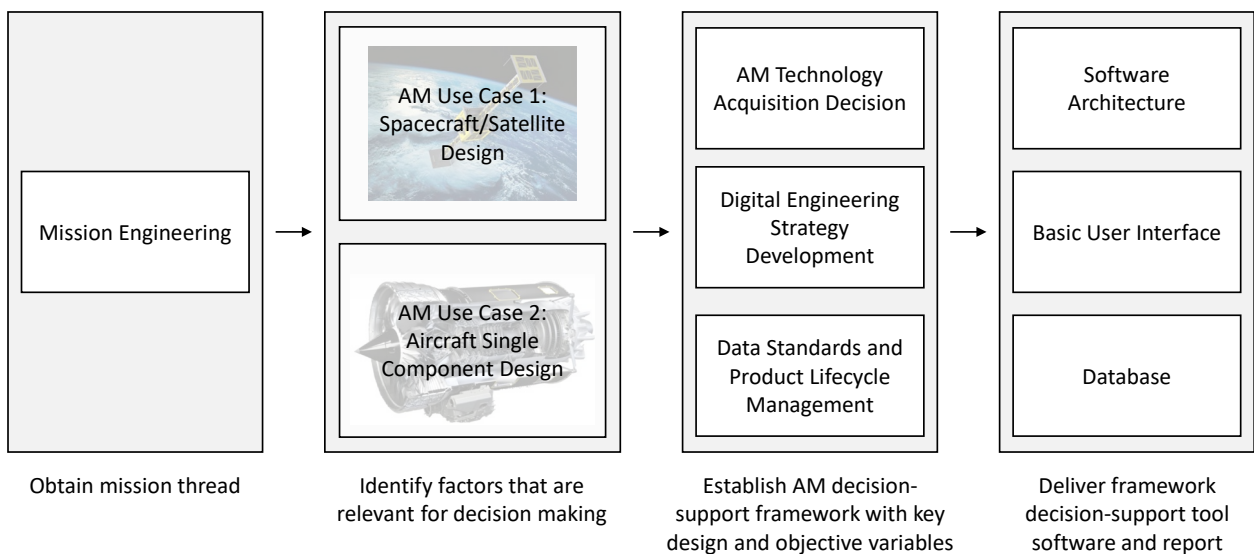 Mission Engineering
AM Use Case 1:
Spacecraft/Satellite
Design
AM Use Case 2:
Aircraft Single
Component Design
AM Technology
Acquisition Decision
Digital Engineering
Strategy
Development
Data Standards and
Product Lifecycle
Management
Software
Architecture
Basic User Interface
Database
Obtain mission thread
Identify factors that are
relevant for decision making
Establish AM decision-
support framework with key
design and objective variables
Deliver framework
decision-support tool
software and report